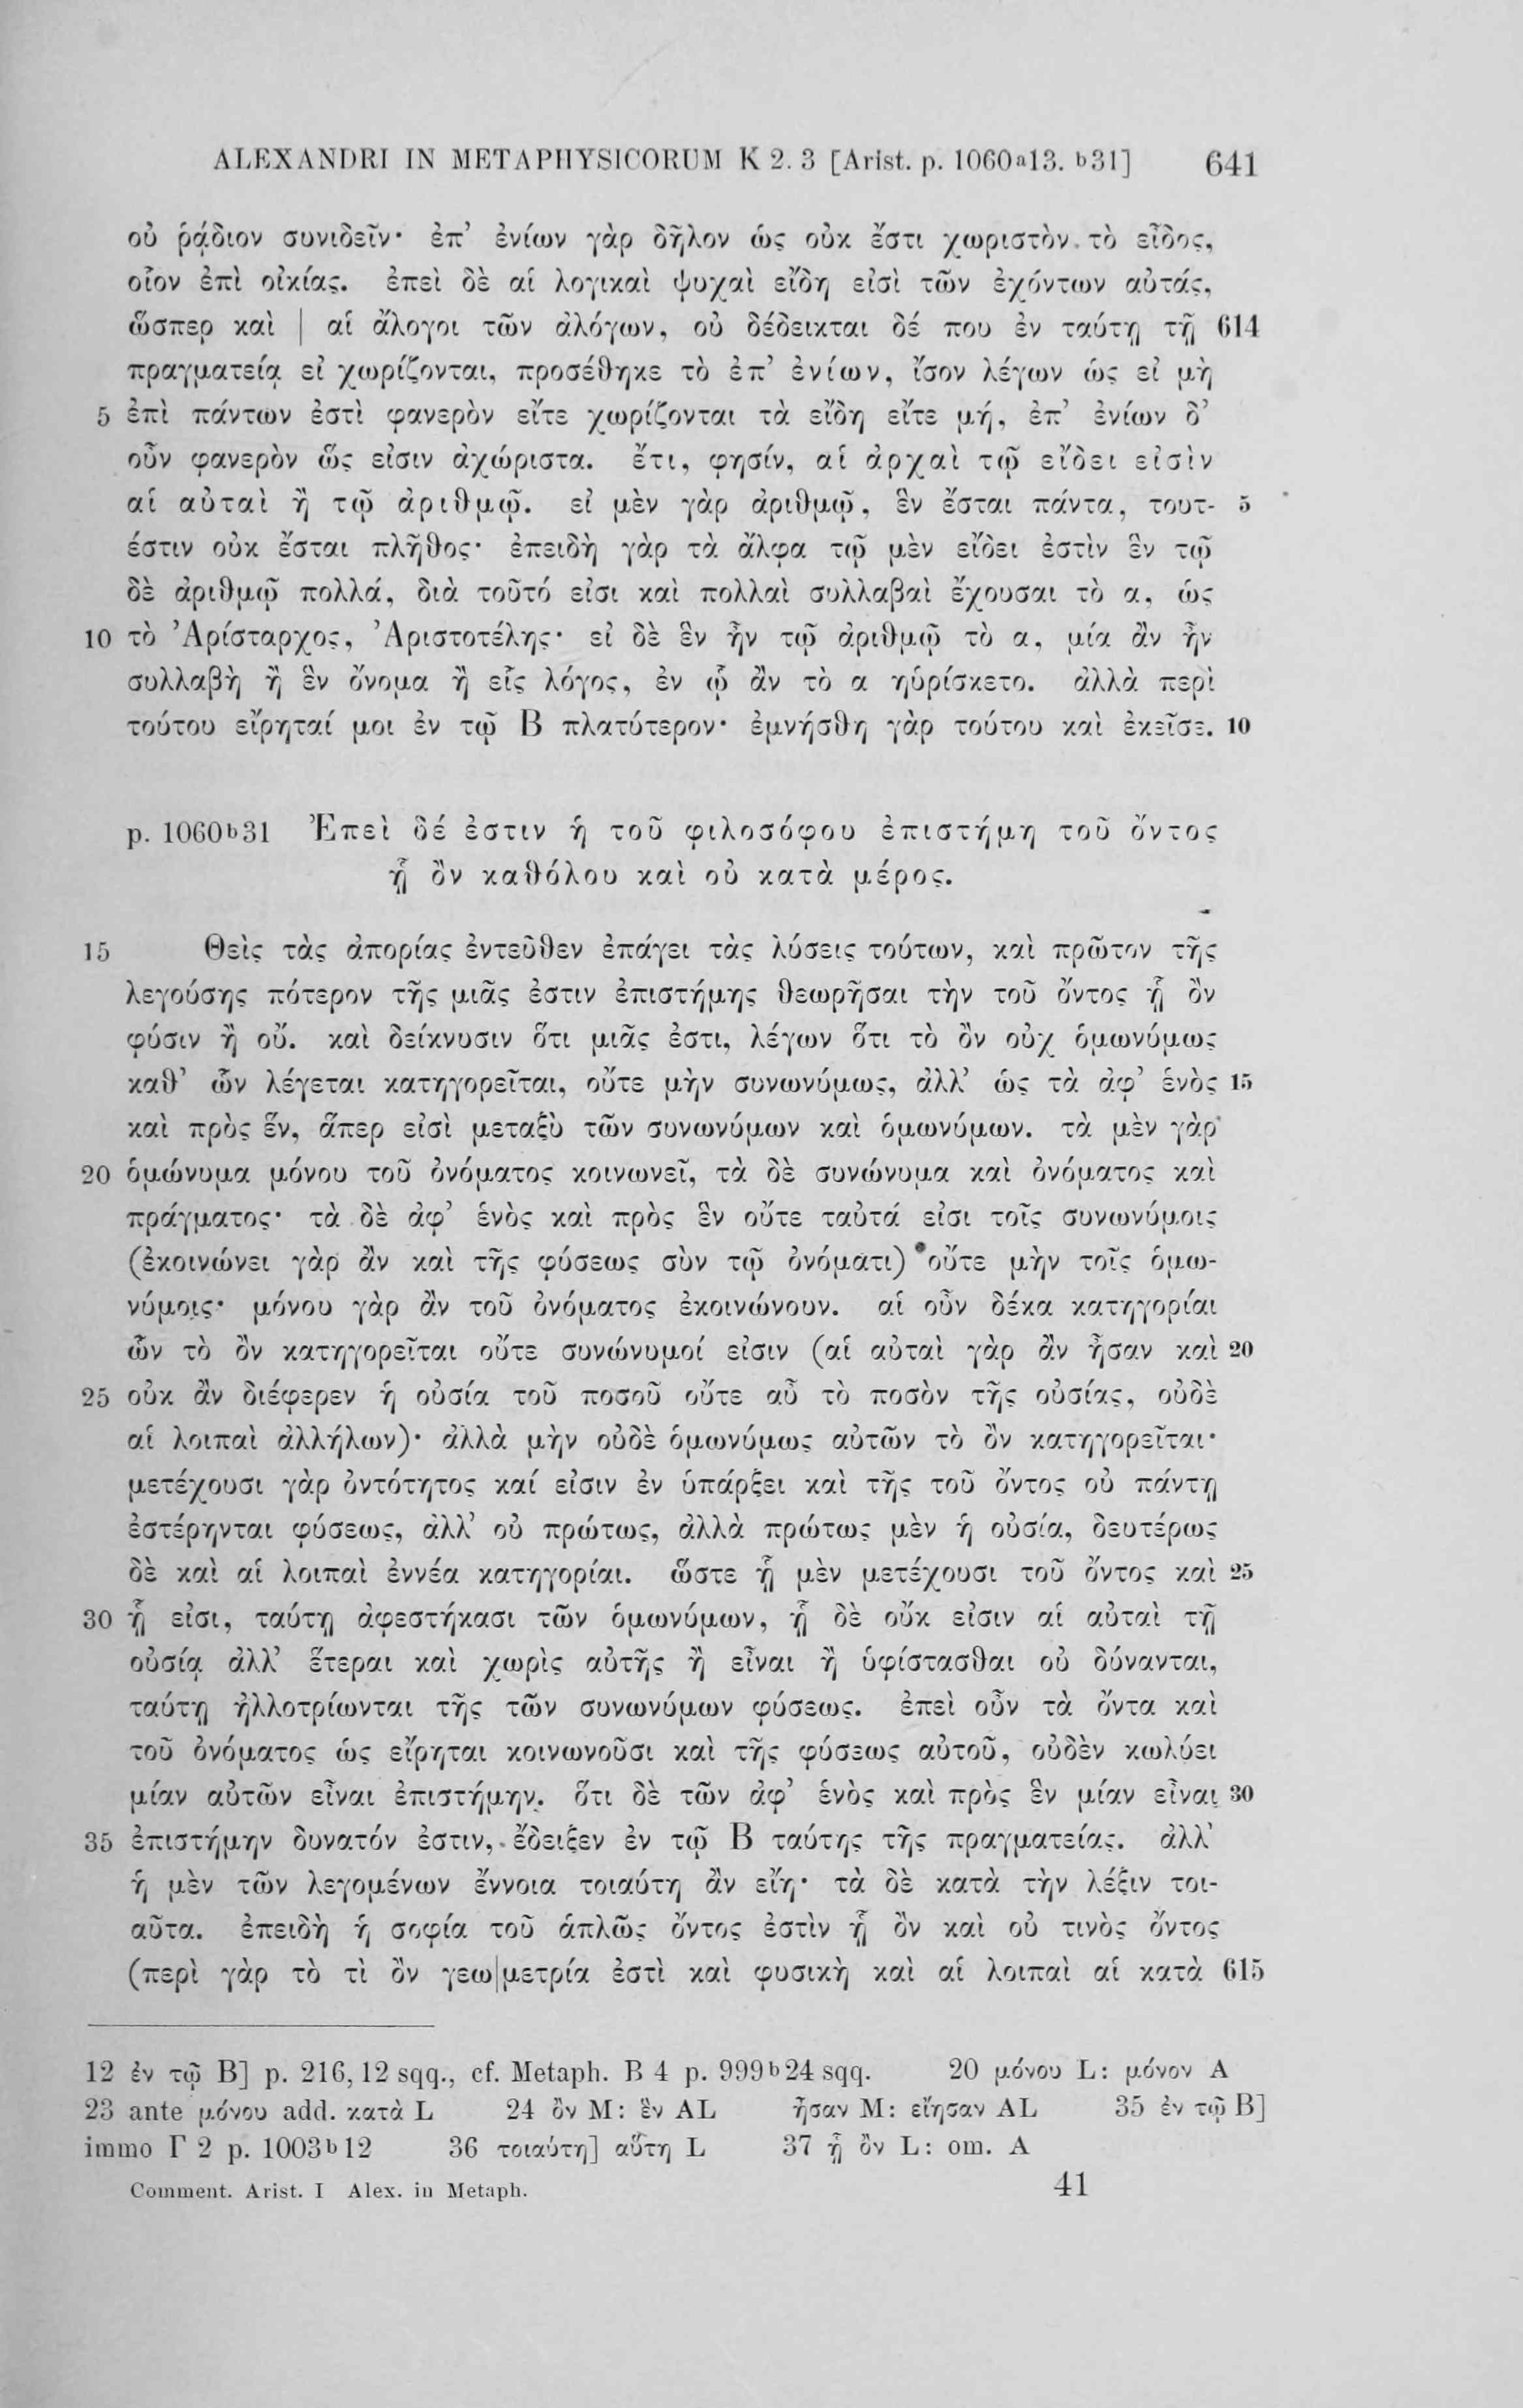 ALEXANDRI IN METAPHYSICORUM K 2. 3 [Arist. p. 1060ᵃ13. ᵇ31] 641
οὐ ῥᾴδιον συνιδεῖν· ἐπ’ ἐνίων γὰρ δῆλον ὡς οὐκ ἔστι χωριστὸν τὸ εἶδος,
οἷον ἐπὶ οἰκίας. ἐπεὶ δὲ αἱ λογικαὶ ψυχαὶ εἴδη εἰσὶ τῶν ἐχόντων αὐτάς,
ὥσπερ καὶ | αἱ ἄλογοι τῶν ἀλόγων, οὐ δέδεικται δέ που ἐν ταύτῃ τῇ 614
πραγματείᾳ εἰ χωρίζονται, προσέθηκε τὸ ἐπ’ ἐνίων, ἴσον λέγων ὡς εἰ μὴ
5 ἐπὶ πάντων ἐστὶ φανερὸν εἴτε χωρίζονται τὰ εἴδη εἴτε μή, ἐπ’ ἐνίων δ’
οὖν φανερὸν ὥς εἰσιν ἀχώριστα. ἔτι, φησίν, αἱ ἀρχαὶ τῷ εἴδει εἰσὶν
αἱ αὐταὶ ἢ τῷ ἀριθμῷ. εἰ μὲν γὰρ ἀριθμῷ, ἓν ἔσται πάντα, τουτ- 5
έστιν οὐκ ἔσται πλῆθος· ἐπειδὴ γὰρ τὰ ἄλφα τῷ μὲν εἴδει ἐστὶν ἓν τῷ
δὲ ἀριθμῷ πολλά, διὰ τοῦτό εἰσι καὶ πολλαὶ συλλαβαὶ ἔχουσαι τὸ α, ὡς
10 τὸ Ἀρίσταρχος, Ἀριστοτέλης· εἰ δὲ ἓν ἦν τῷ ἀριθμῷ τὸ α, μία ἂν ἦν
συλλαβὴ ἢ ἓν ὄνομα ἢ εἷς λόγος, ἐν ᾧ ἂν τὸ α ηὑρίσκετο. ἀλλὰ περὶ
τούτου εἴρηταί μοι ἐν τῷ Β πλατύτερον· ἐμνήσθη γὰρ τούτου καὶ ἐκεῖσε. 10
p. 1060ᵇ31 Ἐπεὶ δέ ἐστιν ἡ τοῦ φιλοσόφου ἐπιστήμη τοῦ ὄντος
ᾗ ὂν καθόλου καὶ οὐ κατὰ μέρος.
15 Θεὶς τὰς ἀπορίας ἐντεῦθεν ἐπάγει τὰς λύσεις τούτων, καὶ πρῶτον τῆς
λεγούσης πότερον τῆς μιᾶς ἐστιν ἐπιστήμης θεωρῆσαι τὴν τοῦ ὄντος ᾗ ὂν
φύσιν ἢ οὔ. καὶ δείκνυσιν ὅτι μιᾶς ἐστι, λέγων ὅτι τὸ ὂν οὐχ ὁμωνύμως
καθ’ ὧν λέγεται κατηγορεῖται, οὔτε μὴν συνωνύμως, ἀλλ’ ὡς τὰ ἀφ’ ἑνὸς 15
καὶ πρὸς ἕν, ἅπερ εἰσὶ μεταξὺ τῶν συνωνύμων καὶ ὁμωνύμων. τὰ μὲν γὰρ
20 ὁμώνυμα μόνου τοῦ ὀνόματος κοινωνεῖ, τὰ δὲ συνώνυμα καὶ ὀνόματος καὶ
πράγματος· τὰ δὲ ἀφ’ ἑνὸς καὶ πρὸς ἓν οὔτε ταὐτά εἰσι τοῖς συνωνύμοις
(ἐκοινώνει γὰρ ἂν καὶ τῆς φύσεως σὺν τῷ ὀνόματι) οὔτε μὴν τοῖς ὁμω-
νύμοις· μόνου γὰρ ἂν τοῦ ὀνόματος ἐκοινώνουν. αἱ οὖν δέκα κατηγορίαι
ὧν τὸ ὂν κατηγορεῖται οὔτε συνώνυμοί εἰσιν (αἱ αὐταὶ γὰρ ἂν ἦσαν καὶ 20
25 οὐκ ἂν διέφερεν ἡ οὐσία τοῦ ποσοῦ οὔτε αὖ τὸ ποσὸν τῆς οὐσίας, οὐδὲ
αἱ λοιπαὶ ἀλλήλων)· ἀλλὰ μὴν οὐδὲ ὁμωνύμως αὐτῶν τὸ ὂν κατηγορεῖται·
μετέχουσι γὰρ ὀντότητος καί εἰσιν ἐν ὑπάρξει καὶ τῆς τοῦ ὄντος οὐ πάντῃ
ἐστέρηνται φύσεως, ἀλλ’ οὐ πρώτως, ἀλλὰ πρώτως μὲν ἡ οὐσία, δευτέρως
δὲ καὶ αἱ λοιπαὶ ἐννέα κατηγορίαι. ὥστε ᾗ μὲν μετέχουσι τοῦ ὄντος καὶ 25
30 ᾗ εἰσι, ταύτῃ ἀφεστήκασι τῶν ὁμωνύμων, ᾗ δὲ οὔκ εἰσιν αἱ αὐταὶ τῇ
οὐσίᾳ ἀλλ’ ἕτεραι καὶ χωρὶς αὐτῆς ἢ εἶναι ἢ ὑφίστασθαι οὐ δύνανται,
ταύτῃ ἠλλοτρίωνται τῆς τῶν συνωνύμων φύσεως. ἐπεὶ οὖν τὰ ὄντα καὶ
τοῦ ὀνόματος ὡς εἴρηται κοινωνοῦσι καὶ τῆς φύσεως αὐτοῦ, οὐδὲν κωλύει
μίαν αὐτῶν εἶναι ἐπιστήμην. ὅτι δὲ τῶν ἀφ’ ἑνὸς καὶ πρὸς ἓν μίαν εἶναι 30
35 ἐπιστήμην δυνατόν ἐστιν, ἔδειξεν ἐν τῷ Β ταύτης τῆς πραγματείας. ἀλλ’
ἡ μὲν τῶν λεγομένων ἔννοια τοιαύτη ἂν εἴη· τὰ δὲ κατὰ τὴν λέξιν τοι-
αῦτα. ἐπειδὴ ἡ σοφία τοῦ ἁπλῶς ὄντος ἐστὶν ᾗ ὂν καὶ οὐ τινὸς ὄντος
(περὶ γὰρ τὸ τὶ ὂν γεω|μετρία ἐστὶ καὶ φυσικὴ καὶ αἱ λοιπαὶ αἱ κατὰ 615
12 ἐν τῷ Β] p. 216,12 sqq., cf. Metaph. B 4 p. 999ᵇ24 sqq. 20 μόνου L: μόνον A
23 ante μόνου add. κατὰ L 24 ὂν M: ἓν AL ἦσαν M: εἴησαν AL 35 ἐν τῷ Β]
immo Γ 2 p. 1003ᵇ12 36 τοιαύτη] αὕτη L 37 ᾗ ὂν L: om. A
Comment. Arist. I Alex. in Metaph. 41